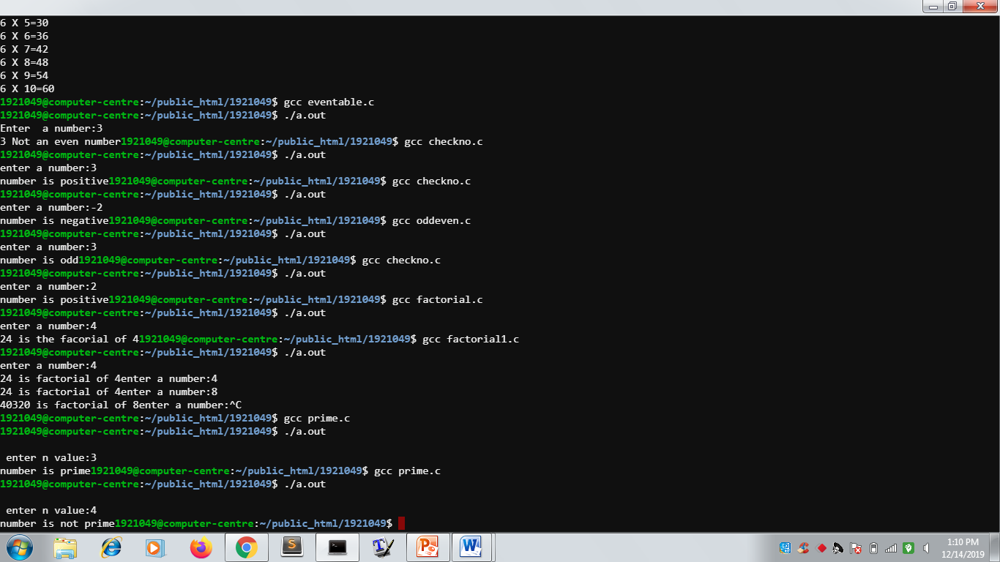 6 X 5=30
6 X 6=36
6 X 7=42
6 X 8=48
6 X 9=54
6 X 10=60
1921049@computer-centre:~/public_html/1921049$ gcc eventable.c
1921049@computer-centre:~/public_html/1921049$ ./a.out
Enter  a number:3
3 Not an even number1921049@computer-centre:~/public_html/1921049$ gcc checkno.c
1921049@computer-centre:~/public_html/1921049$ ./a.out
enter a number:3
number is positive1921049@computer-centre:~/public_html/1921049$ gcc checkno.c
1921049@computer-centre:~/public_html/1921049$ ./a.out
enter a number:-2
number is negative1921049@computer-centre:~/public_html/1921049$ gcc oddeven.c
1921049@computer-centre:~/public_html/1921049$ ./a.out
enter a number:3
number is odd1921049@computer-centre:~/public_html/1921049$ gcc checkno.c
1921049@computer-centre:~/public_html/1921049$ ./a.out
enter a number:2
number is positive1921049@computer-centre:~/public_html/1921049$ gcc factorial.c
1921049@computer-centre:~/public_html/1921049$ ./a.out
enter a number:4
24 is the facorial of 41921049@computer-centre:~/public_html/1921049$ gcc factorial1.c
1921049@computer-centre:~/public_html/1921049$ ./a.out
enter a number:4
24 is factorial of 4enter a number:4
24 is factorial of 4enter a number:8
40320 is factorial of 8enter a number:^C
1921049@computer-centre:~/public_html/1921049$ gcc prime.c
1921049@computer-centre:~/public_html/1921049$ ./a.out
 enter n value:3
number is prime1921049@computer-centre:~/public_html/1921049$ gcc prime.c
1921049@computer-centre:~/public_html/1921049$ ./a.out
 enter n value:4
number is not prime1921049@computer-centre:~/public_html/1921049$
1:10 PM
12/14/2019